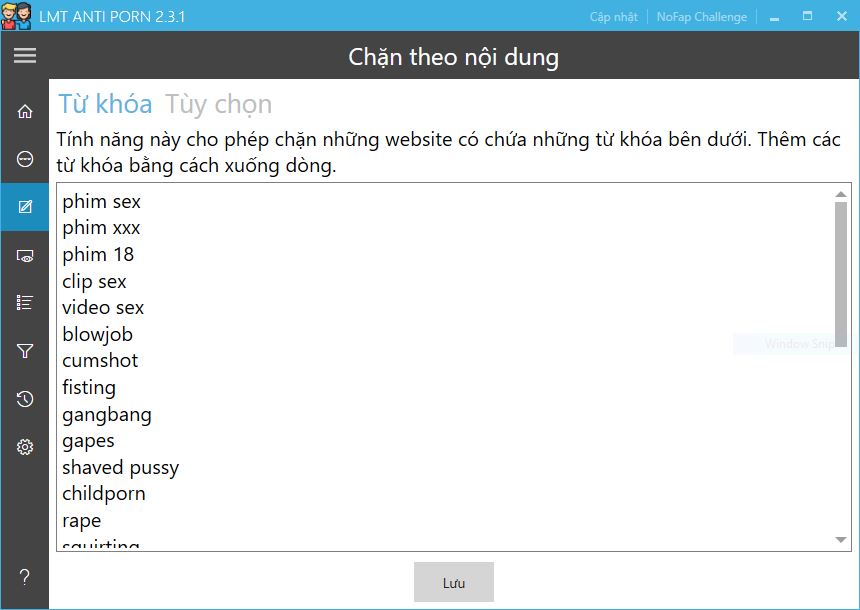 LMT ANTI PORN 2.3.1
Cập nhật
NoFap Challenge
Chặn theo nội dung
Từ khóa Tùy chọn
Tính năng này cho phép chặn những website có chứa những từ khóa bên dưới. Thêm các
từ khóa bằng cách xuống dòng.
phim sex
phim xxx
phim 18
clip sex
video sex
blowjob
cumshot
fisting
gangbang
gapes
shaved pussy
childporn
rape
squirting
Window Snip
Lưu